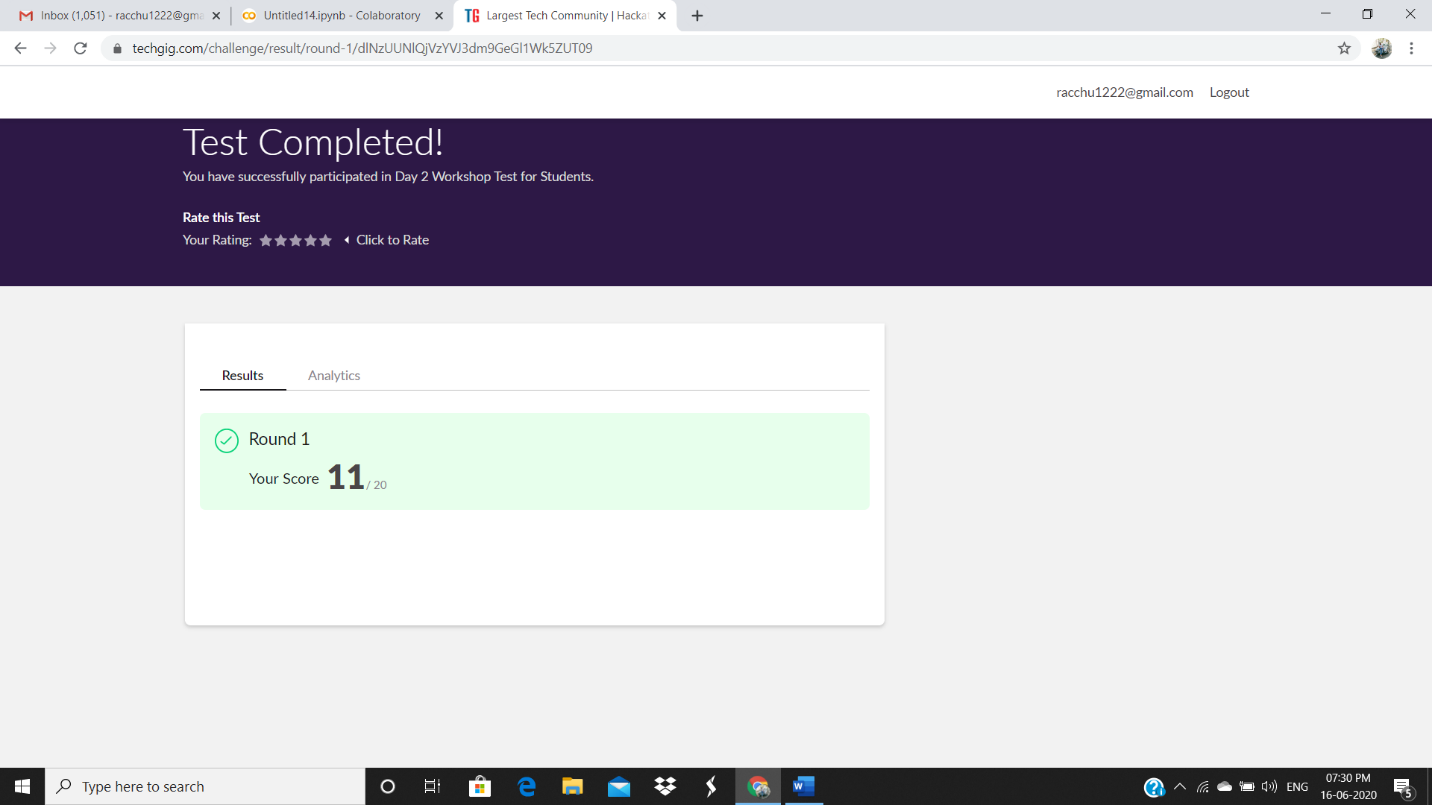 Inbox (1,051) - racchu1222@gma
Untitled14.ipynb - Colaboratory
TG Largest Tech Community | Hacka
techgig.com/challenge/result/round-1/
racchu1222@gmail.com Logout
Test Completed!
You have successfully participated in Day 2 Workshop Test for Students.
Rate this Test
Your Rating: Click to Rate
Results Analytics
Round 1
Your Score 11 / 20
Type here to search
ENG
07:30 PM
16-06-2020
5